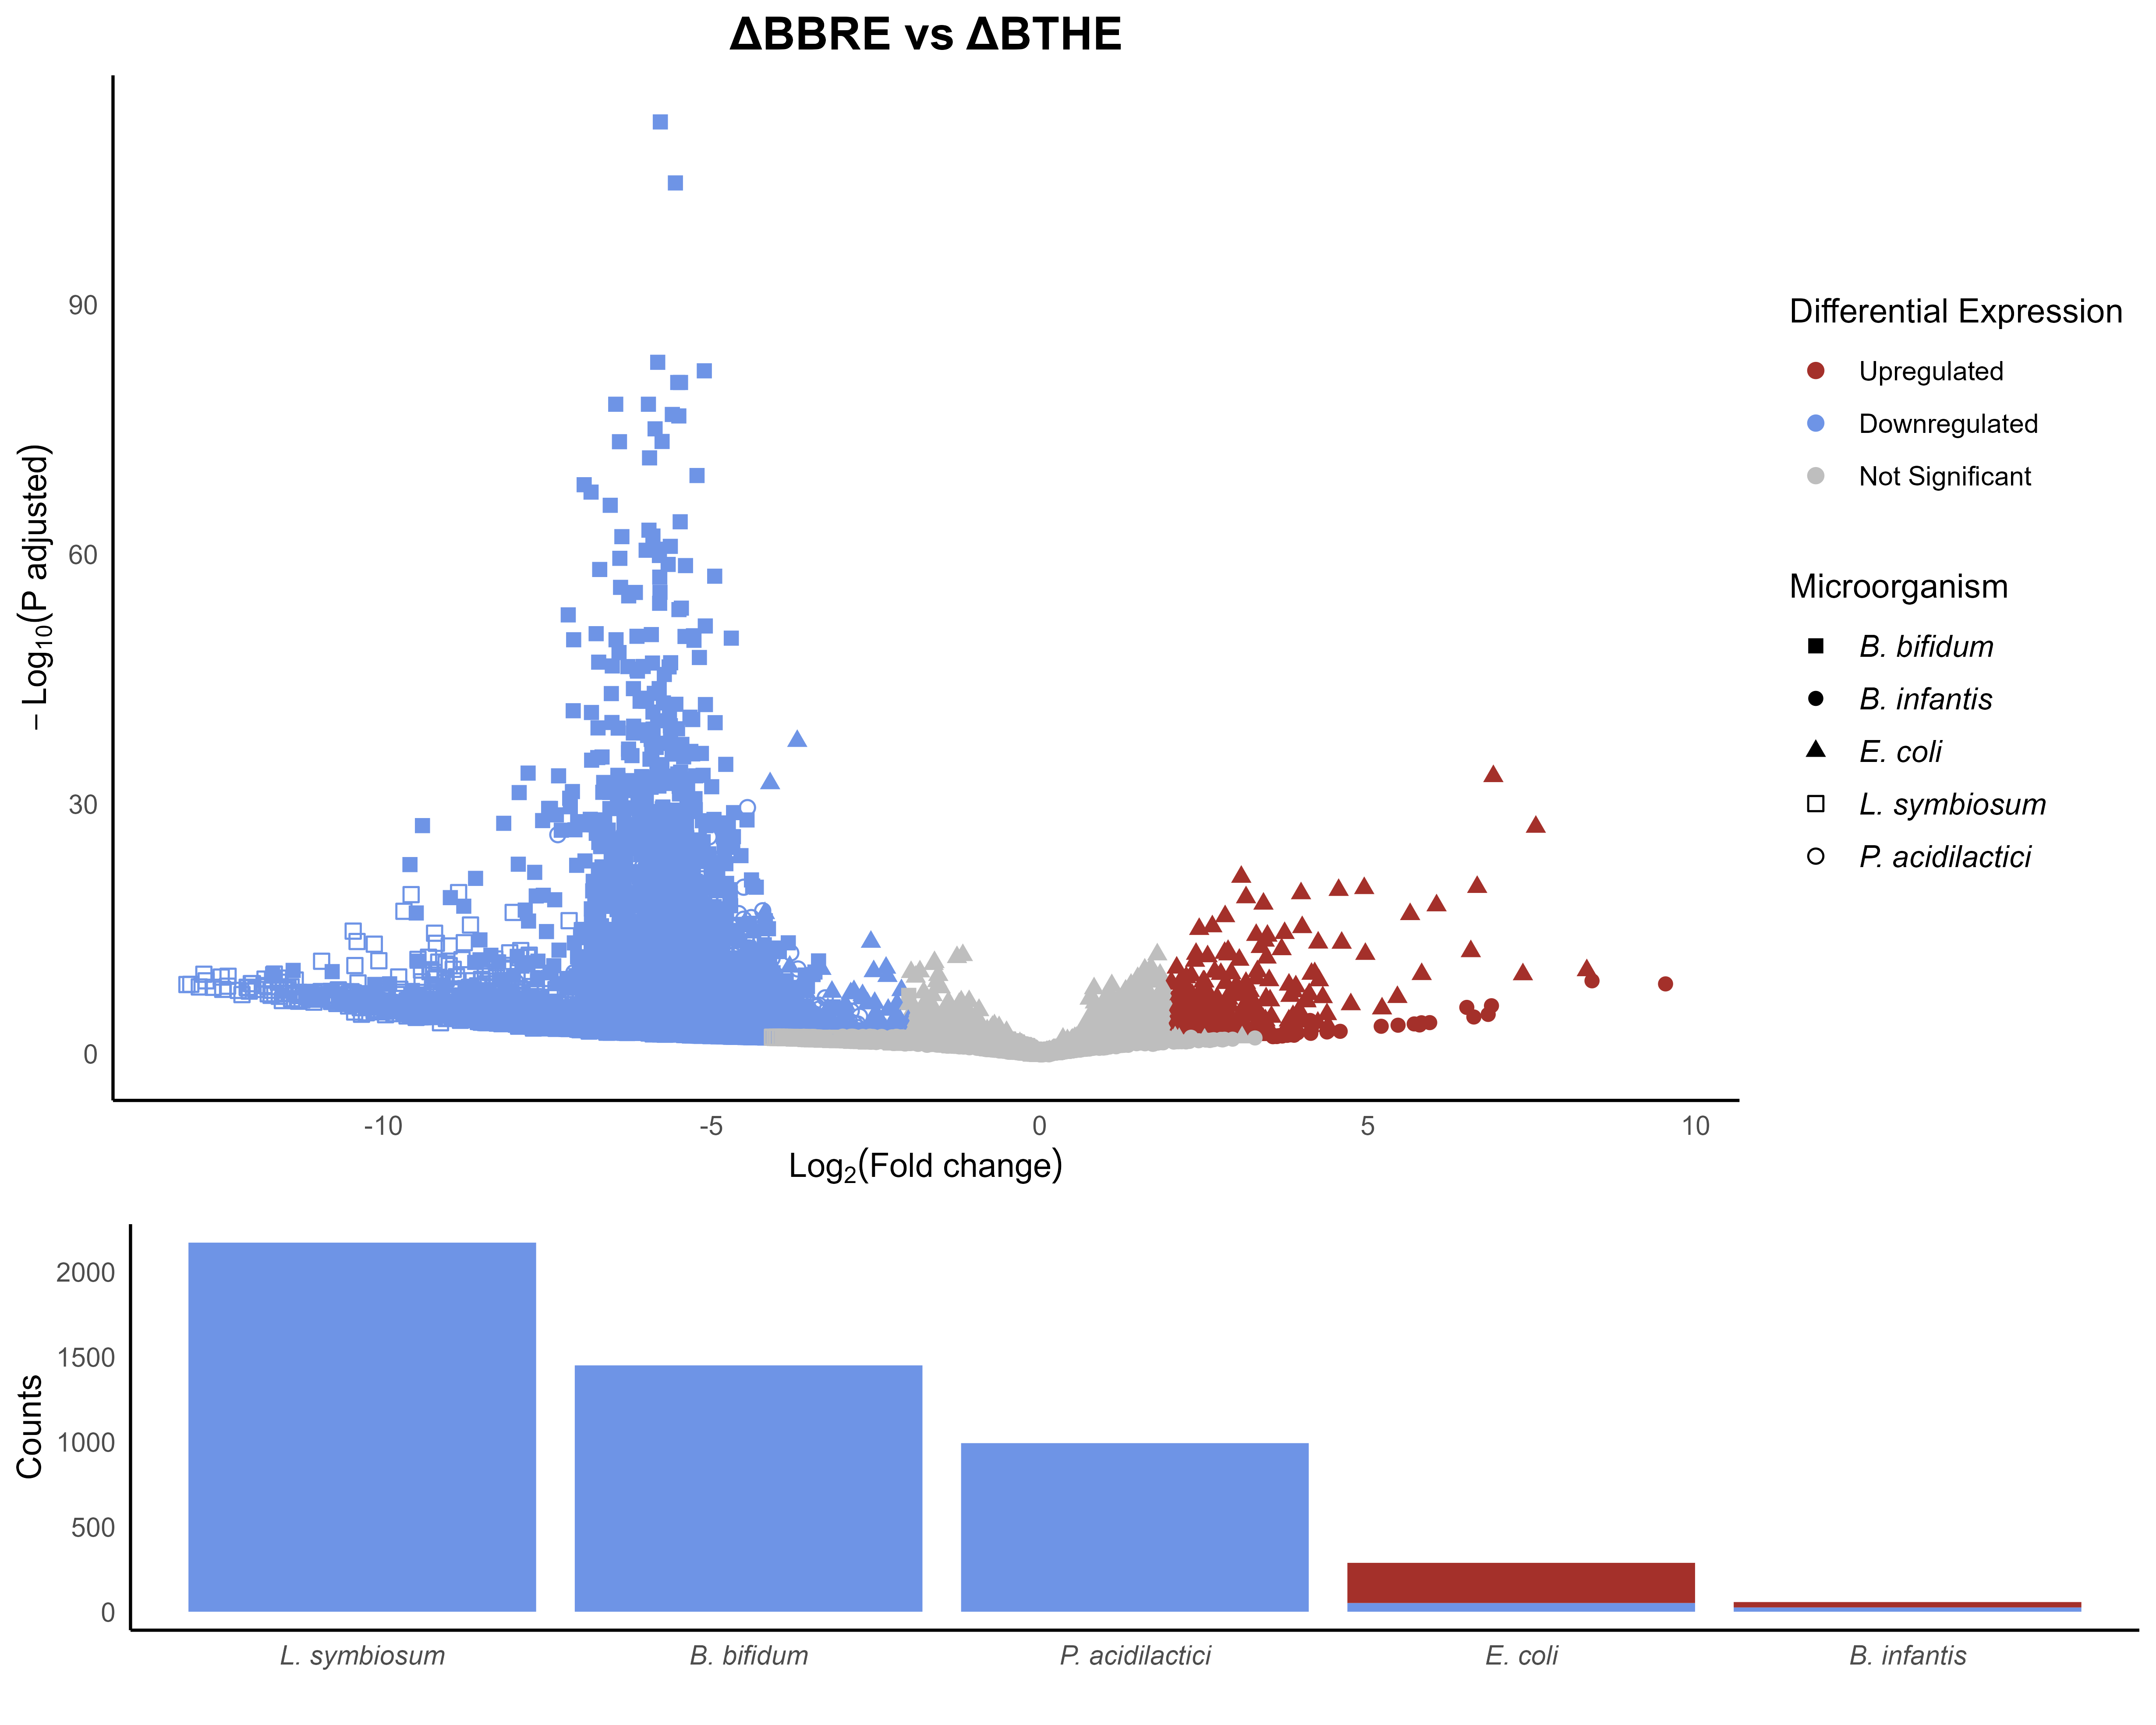 ΔBBRE vs ΔBTHE
− Log₁₀(P adjusted)
90
60
30
0
-10 -5 0 5 10
Log₂(Fold change)
Differential Expression
Upregulated
Downregulated
Not Significant
Microorganism
B. bifidum
B. infantis
E. coli
L. symbiosum
P. acidilactici
Counts
2000
1500
1000
500
0
L. symbiosum B. bifidum P. acidilactici E. coli B. infantis